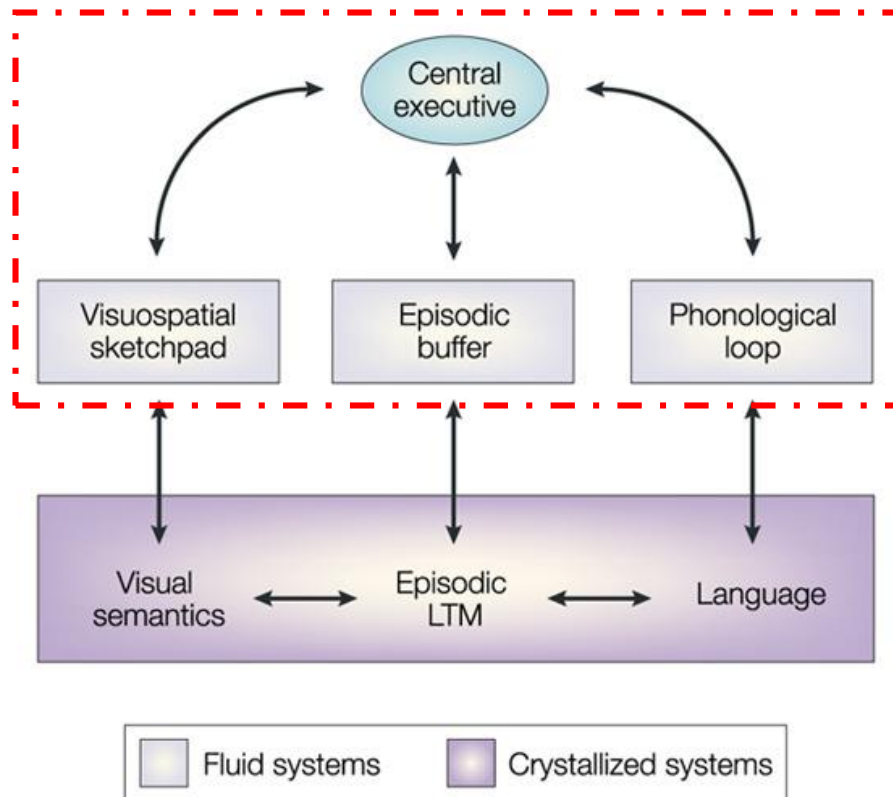 Central
executive
Visuospatial
sketchpad
Episodic
buffer
Phonological
loop
Visual
semantics
Episodic
LTM
Language
Fluid systems
Crystallized systems